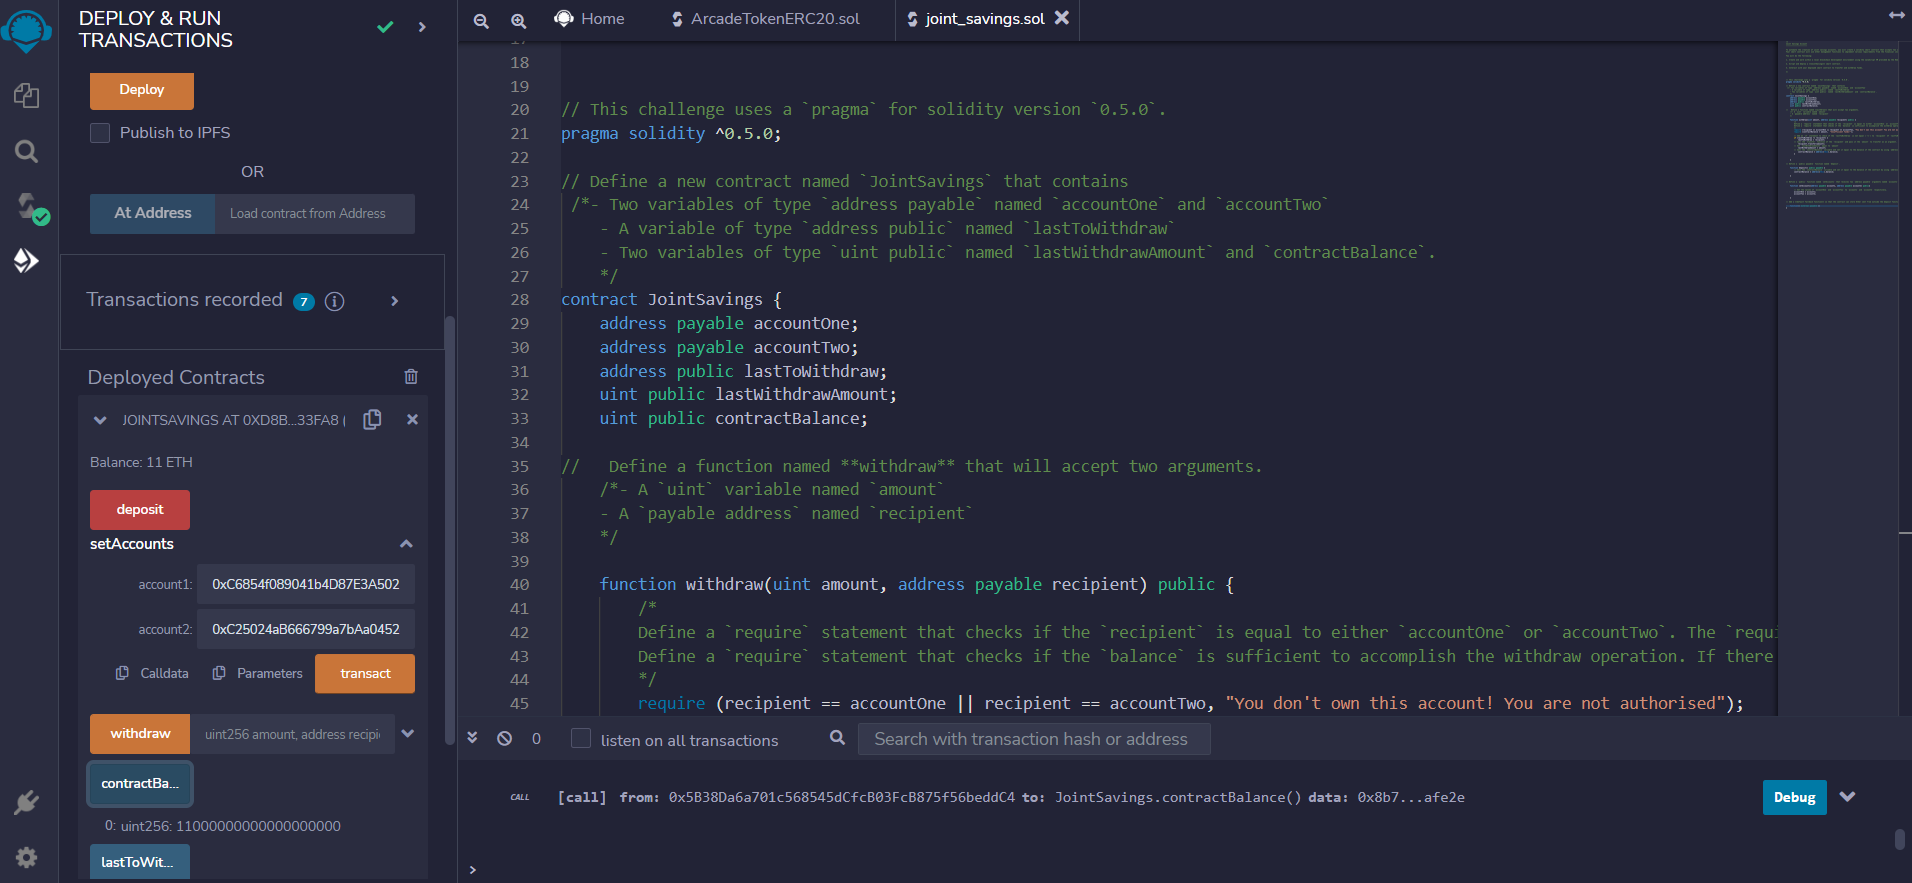 DEPLOY & RUN
TRANSACTIONS
Deploy
Publish to IPFS
OR
At Address
Load contract from Address
Transactions recorded 7 i
Deployed Contracts
JOINTSAVINGS AT 0XD8B...33FA8 (
Balance: 11 ETH
deposit
setAccounts
account1: 0xC6854f089041b4D87E3A502
account2: 0xC25024aB666799a7bAa0452
Calldata Parameters transact
withdraw uint256 amount, address recipi
contractBa...
0: uint256: 11000000000000000000
lastToWit...
Home ArcadeTokenERC20.sol joint_savings.sol
18
19
20 // This challenge uses a `pragma` for solidity version `0.5.0`.
21 pragma solidity ^0.5.0;
22
23 // Define a new contract named `JointSavings` that contains
24 /*- Two variables of type `address payable` named `accountOne` and `accountTwo`
25 - A variable of type `address public` named `lastToWithdraw`
26 - Two variables of type `uint public` named `lastWithdrawAmount` and `contractBalance`.
27 */
28 contract JointSavings {
29 address payable accountOne;
30 address payable accountTwo;
31 address public lastToWithdraw;
32 uint public lastWithdrawAmount;
33 uint public contractBalance;
34
35 //   Define a function named **withdraw** that will accept two arguments.
36 /*- A `uint` variable named `amount`
37 - A `payable address` named `recipient`
38 */
39
40 function withdraw(uint amount, address payable recipient) public {
41 /*
42 Define a `require` statement that checks if the `recipient` is equal to either `accountOne` or `accountTwo`. The `requi
43 Define a `require` statement that checks if the `balance` is sufficient to accomplish the withdraw operation. If there
44 */
45 require (recipient == accountOne || recipient == accountTwo, "You don't own this account! You are not authorised");
0 listen on all transactions Search with transaction hash or address
CALL [call] from: 0x5B38Da6a701c568545dCfcB03FcB875f56beddC4 to: JointSavings.contractBalance() data: 0x8b7...afe2e Debug
>